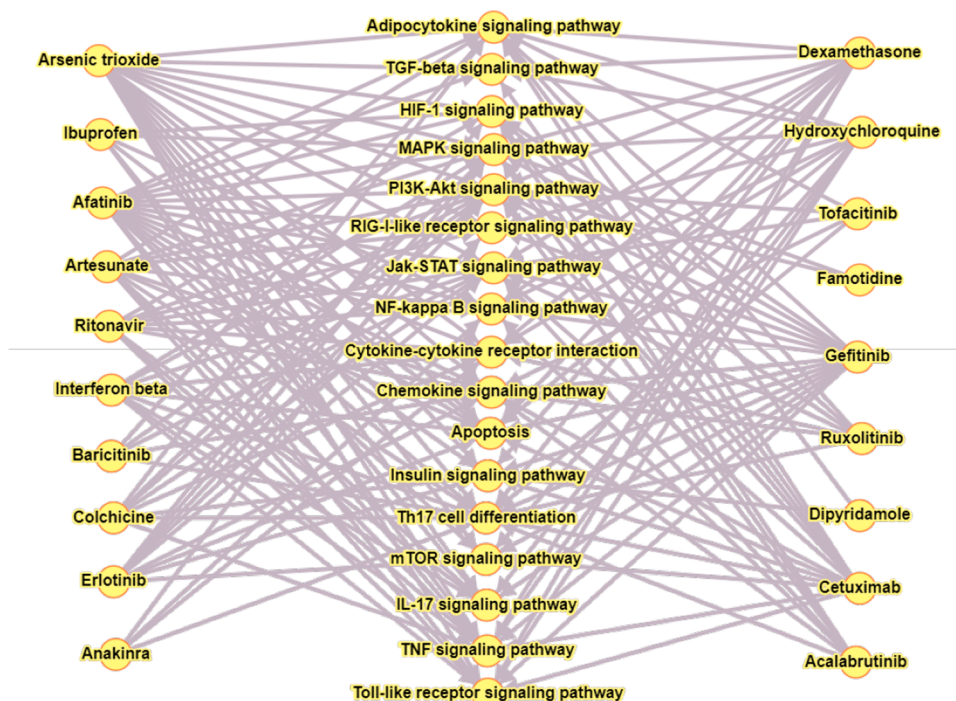 Adipocytokine signaling pathway
Arsenic trioxide
Dexamethasone
TGF-beta signaling pathway
HIF-1 signaling pathway
Ibuprofen
Hydroxychloroquine
MAPK signaling pathway
PI3K-Akt signaling pathway
Afatinib
Tofacitinib
RIG-I-like receptor signaling pathway
Artesunate
Jak-STAT signaling pathway
Famotidine
NF-kappa B signaling pathway
Ritonavir
Cytokine-cytokine receptor interaction
Gefitinib
Interferon beta
Chemokine signaling pathway
Apoptosis
Ruxolitinib
Baricitinib
Insulin signaling pathway
Colchicine
Th17 cell differentiation
Dipyridamole
mTOR signaling pathway
Erlotinib
Cetuximab
IL-17 signaling pathway
TNF signaling pathway
Anakinra
Acalabrutinib
Toll-like receptor signaling pathway